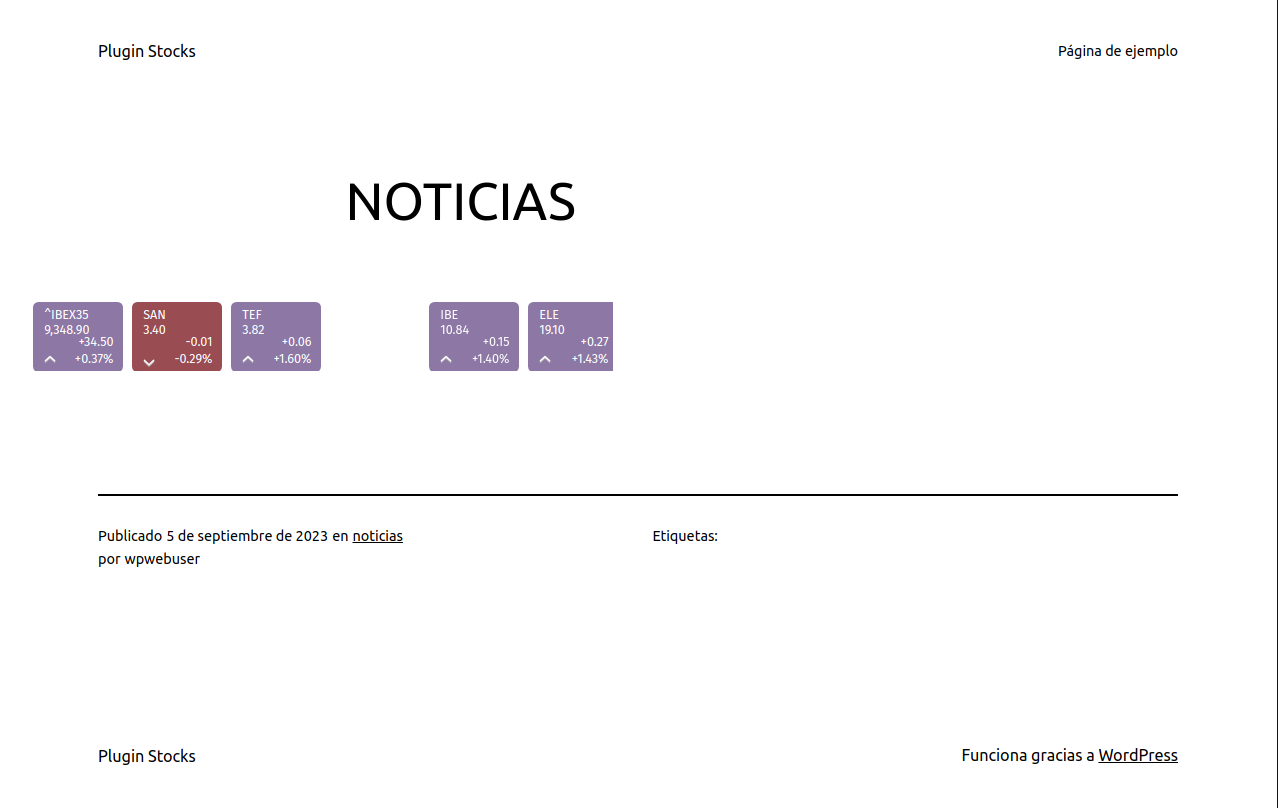 Plugin Stocks
Página de ejemplo
NOTICIAS
^IBEX35
9,348.90
+34.50
+0.37%
SAN
3.40
-0.01
-0.29%
TEF
3.82
+0.06
+1.60%
IBE
10.84
+0.15
+1.40%
ELE
19.10
+0.27
+1.43%
Publicado 5 de septiembre de 2023 en noticias
por wpwebuser
Etiquetas:
Plugin Stocks
Funciona gracias a WordPress